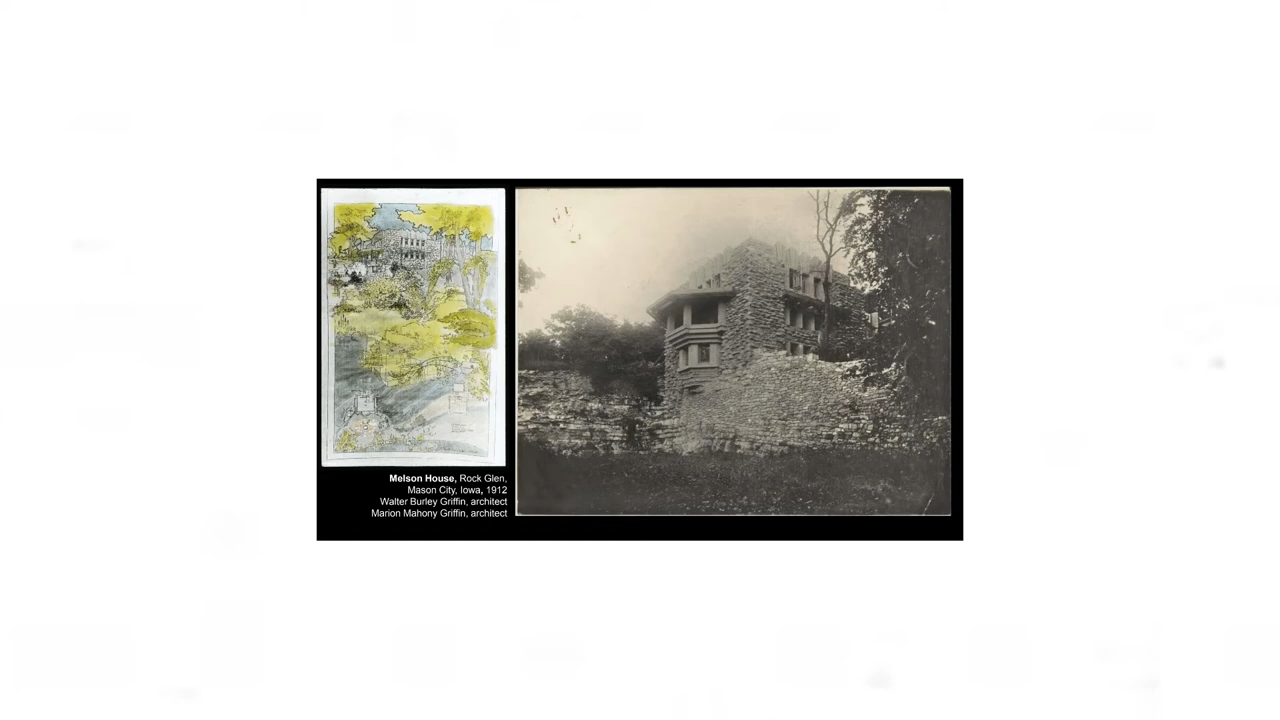 Melson House, Rock Glen,
Mason City, Iowa, 1912
Walter Burley Griffin, architect
Marion Mahony Griffin, architect